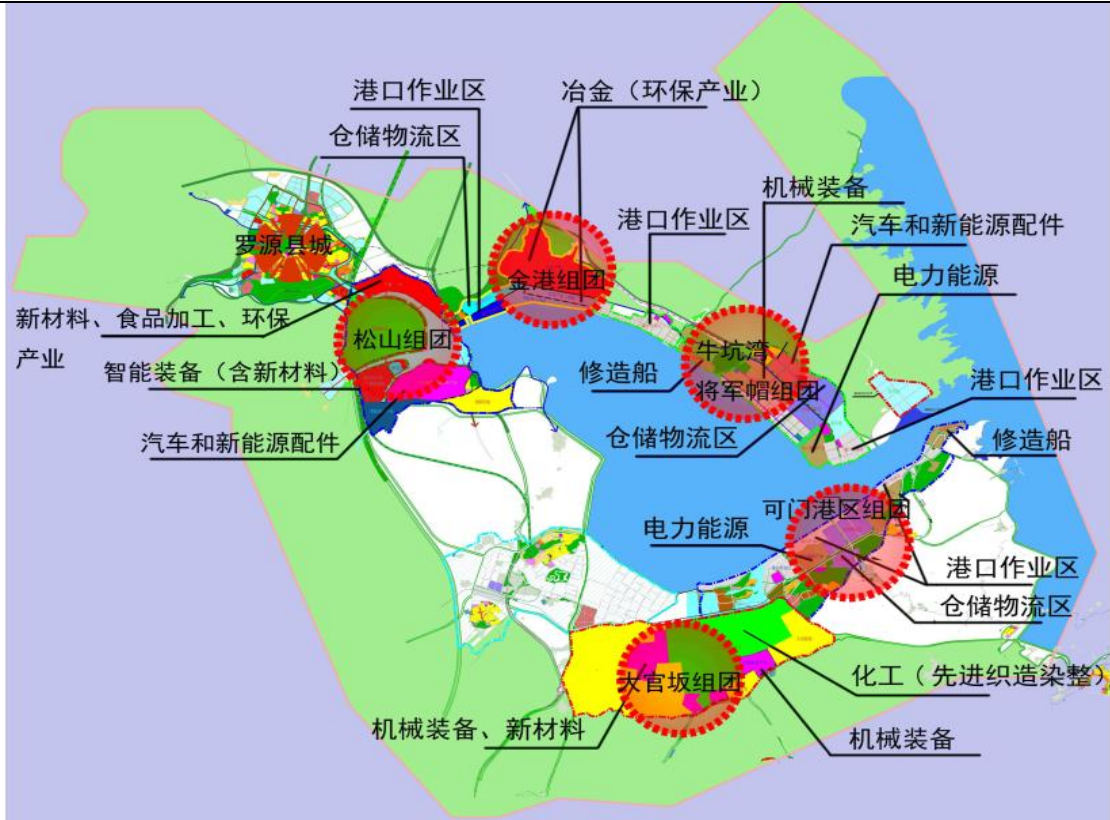 港口作业区
冶金（环保产业）
仓储物流区
机械装备
港口作业区
汽车和新能源配件
罗源县城
金港组团
电力能源
新材料、食品加工、环保
产业
松山组团
牛坑湾
智能装备（含新材料）
修造船
将军帽组团
港口作业区
汽车和新能源配件
仓储物流区
修造船
可门港区组团
电力能源
港口作业区
仓储物流区
大官坂组团
化工（先进织造染整）
机械装备、新材料
机械装备